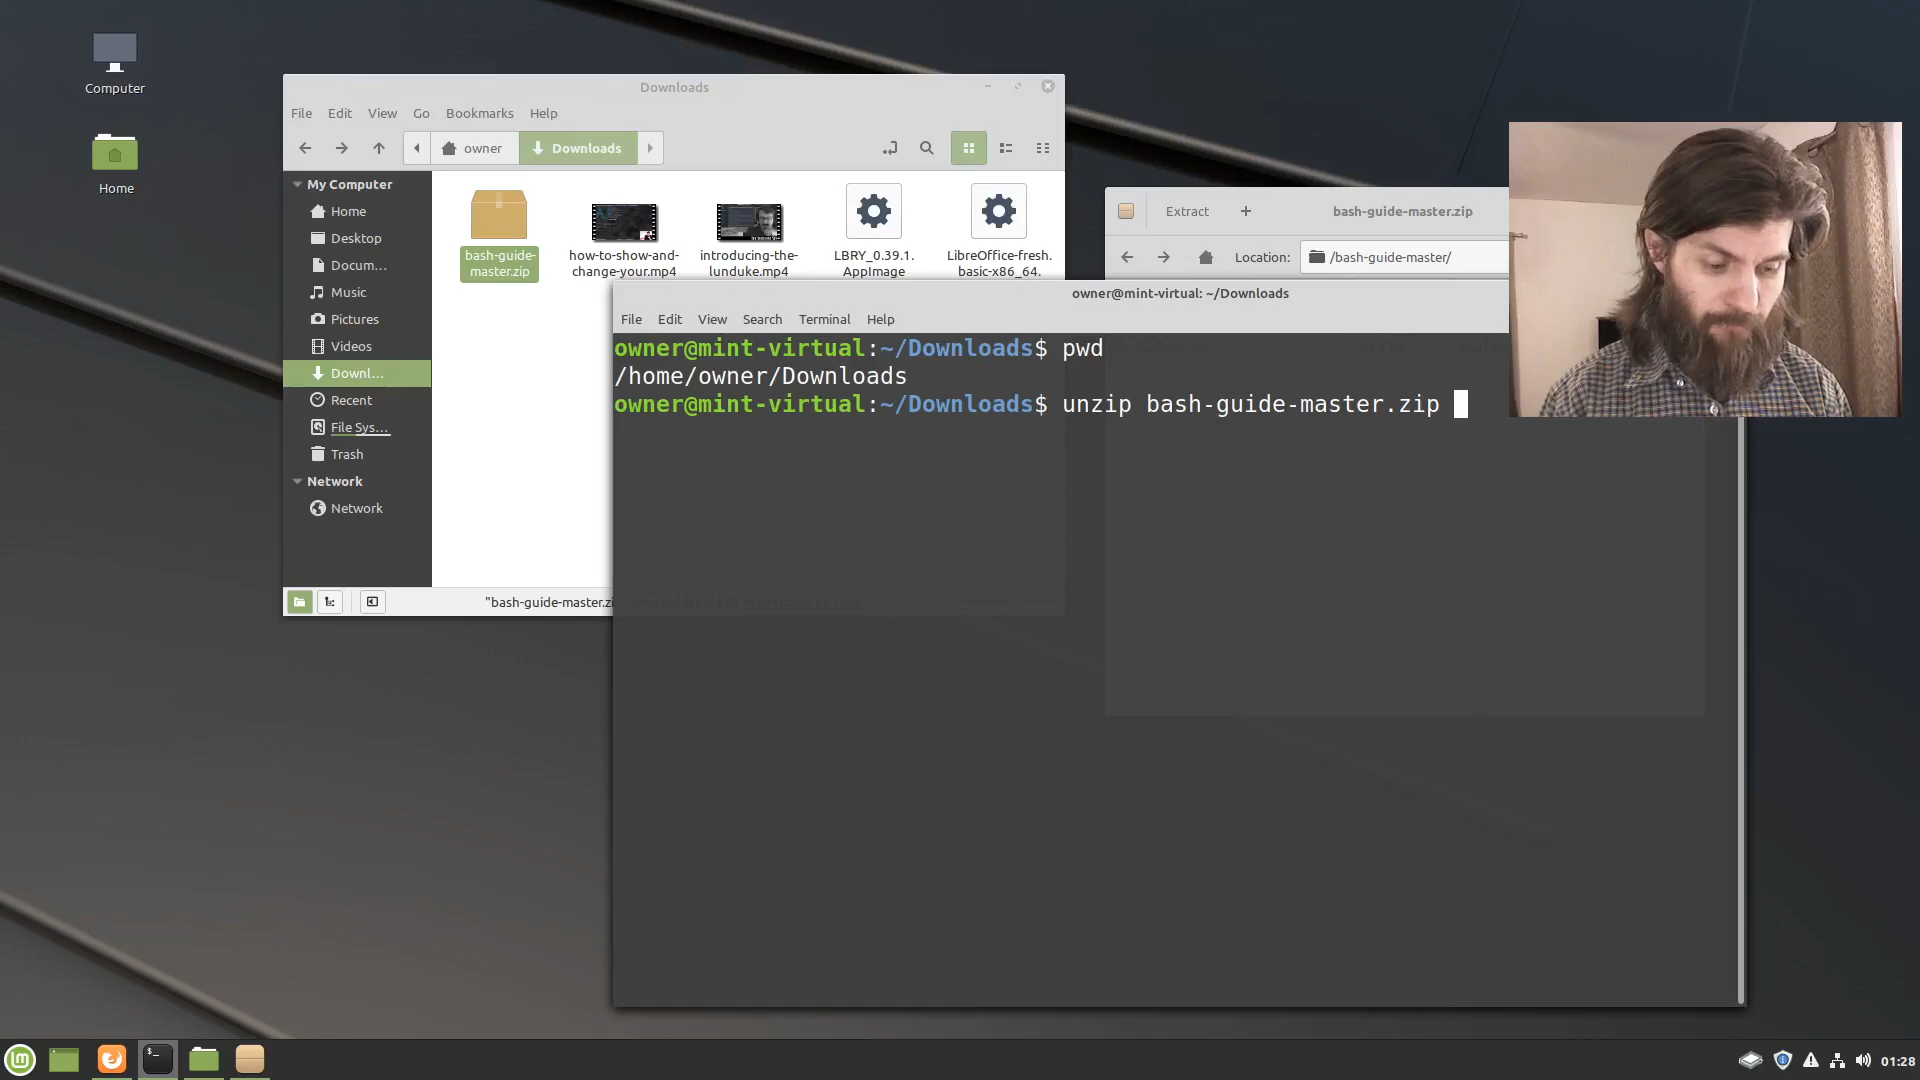 Computer
Home
Downloads
File Edit View Go Bookmarks Help
owner Downloads
My Computer
Home
Desktop
Docum...
Music
Pictures
Videos
Downl...
Recent
File Sys...
Trash
Network
Network
bash-guide-
master.zip
how-to-show-and-
change-your.mp4
introducing-the-
lunduke.mp4
LBRY_0.39.1.
AppImage
LibreOffice-fresh.
basic-x86_64.
"bash-guide-master.zi
Extract + bash-guide-master.zip
Location: /bash-guide-master/
owner@mint-virtual: ~/Downloads
File Edit View Search Terminal Help
owner@mint-virtual:~/Downloads$ pwd
/home/owner/Downloads
owner@mint-virtual:~/Downloads$ unzip bash-guide-master.zip
01:28